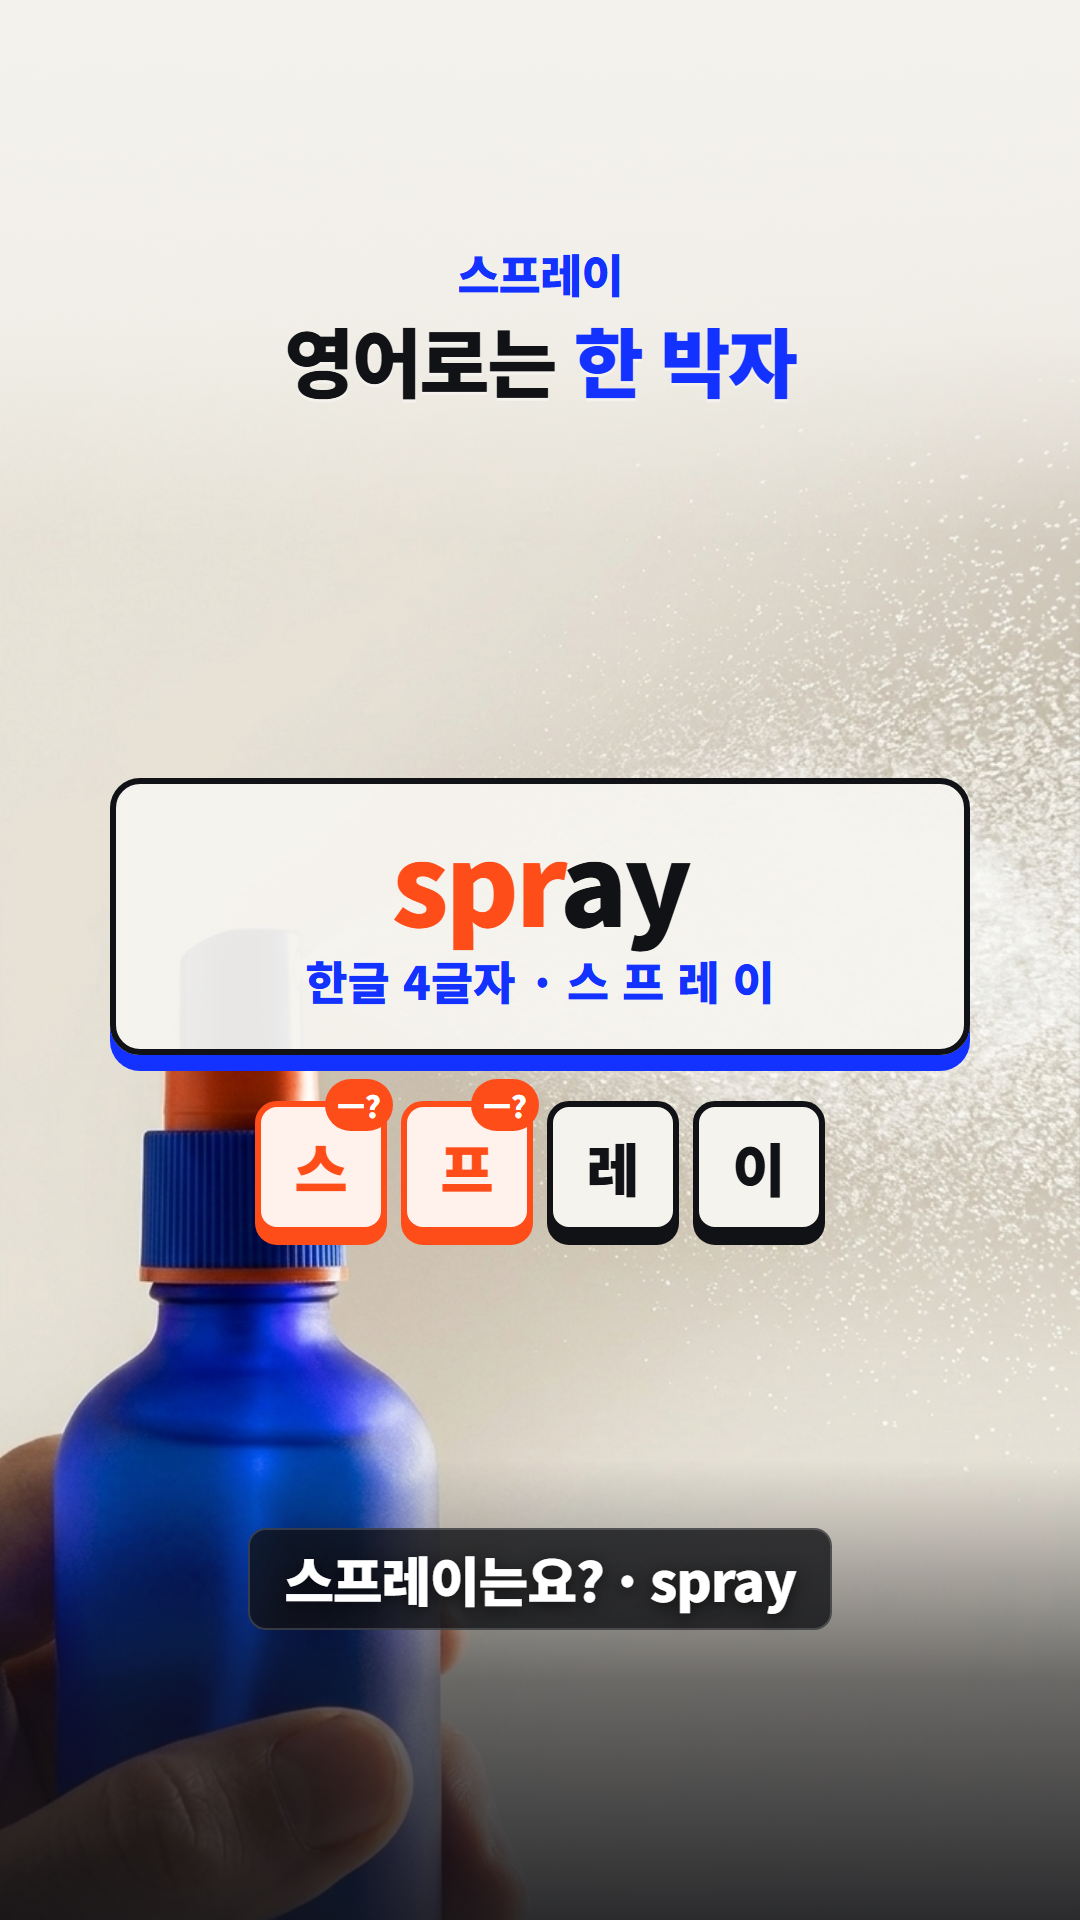 스프레이
영어로는 한 박자
spray
한글 4글자 · 스 프 레 이
ㅡ? ㅡ?
스 프 레 이
스프레이는요? · spray